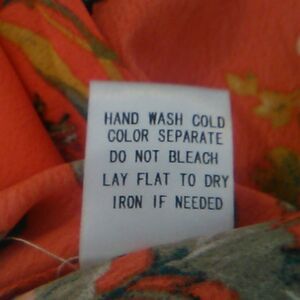 HAND WASH COLD
COLOR SEPARATE
DO NOT BLEACH
LAY FLAT TO DRY
IRON IF NEEDED